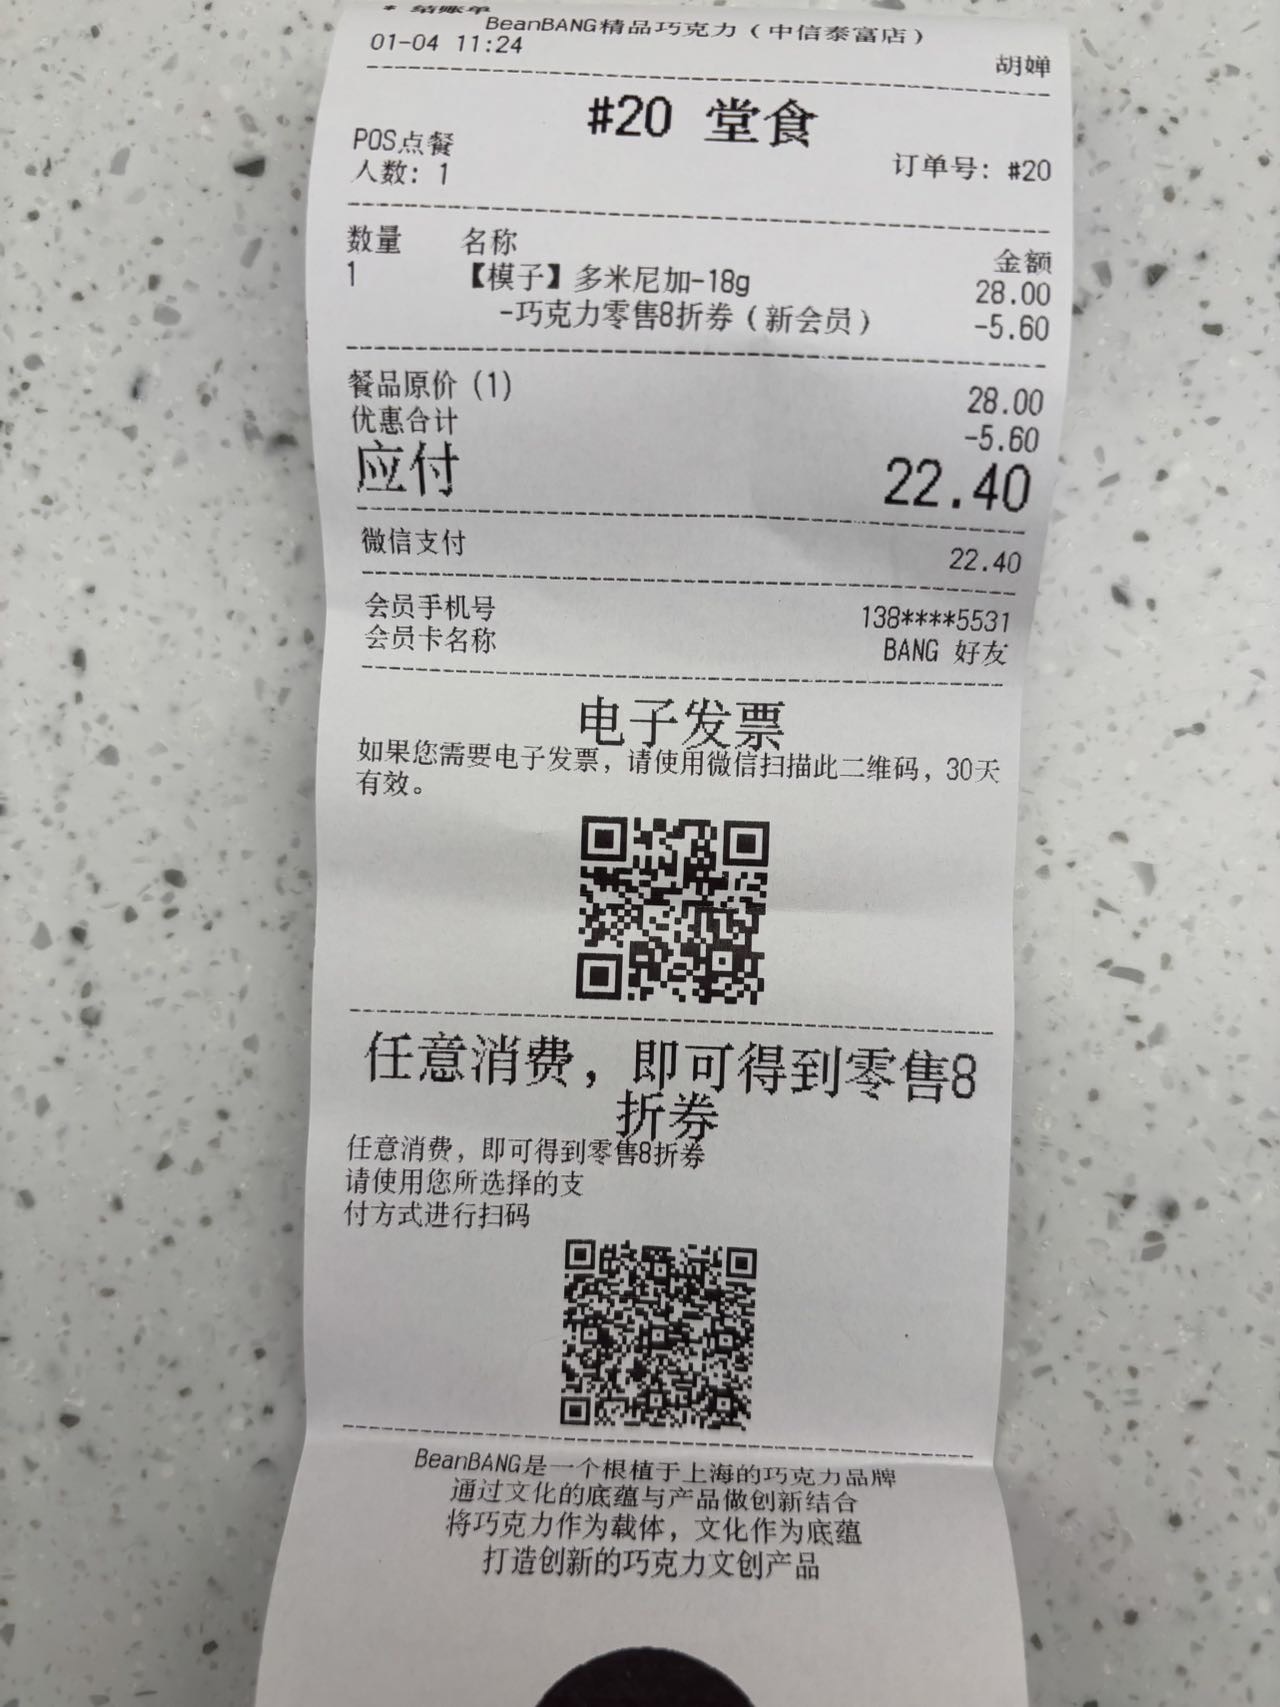 * 结账单
BeanBANG精品巧克力（中信泰富店）
01-04 11:24
胡婵
#20 堂食
POS点餐
人数: 1 订单号: #20
数量 名称 金额
1 【模子】多米尼加-18g 28.00
-巧克力零售8折券（新会员） -5.60
餐品原价 (1) 28.00
优惠合计 -5.60
应付 22.40
微信支付 22.40
会员手机号 138****5531
会员卡名称 BANG 好友
电子发票
如果您需要电子发票，请使用微信扫描此二维码，30天
有效。
任意消费，即可得到零售8
折券
任意消费，即可得到零售8折券
请使用您所选择的支
付方式进行扫码
BeanBANG是一个根植于上海的巧克力品牌
通过文化的底蕴与产品做创新结合
将巧克力作为载体，文化作为底蕴
打造创新的巧克力文创产品